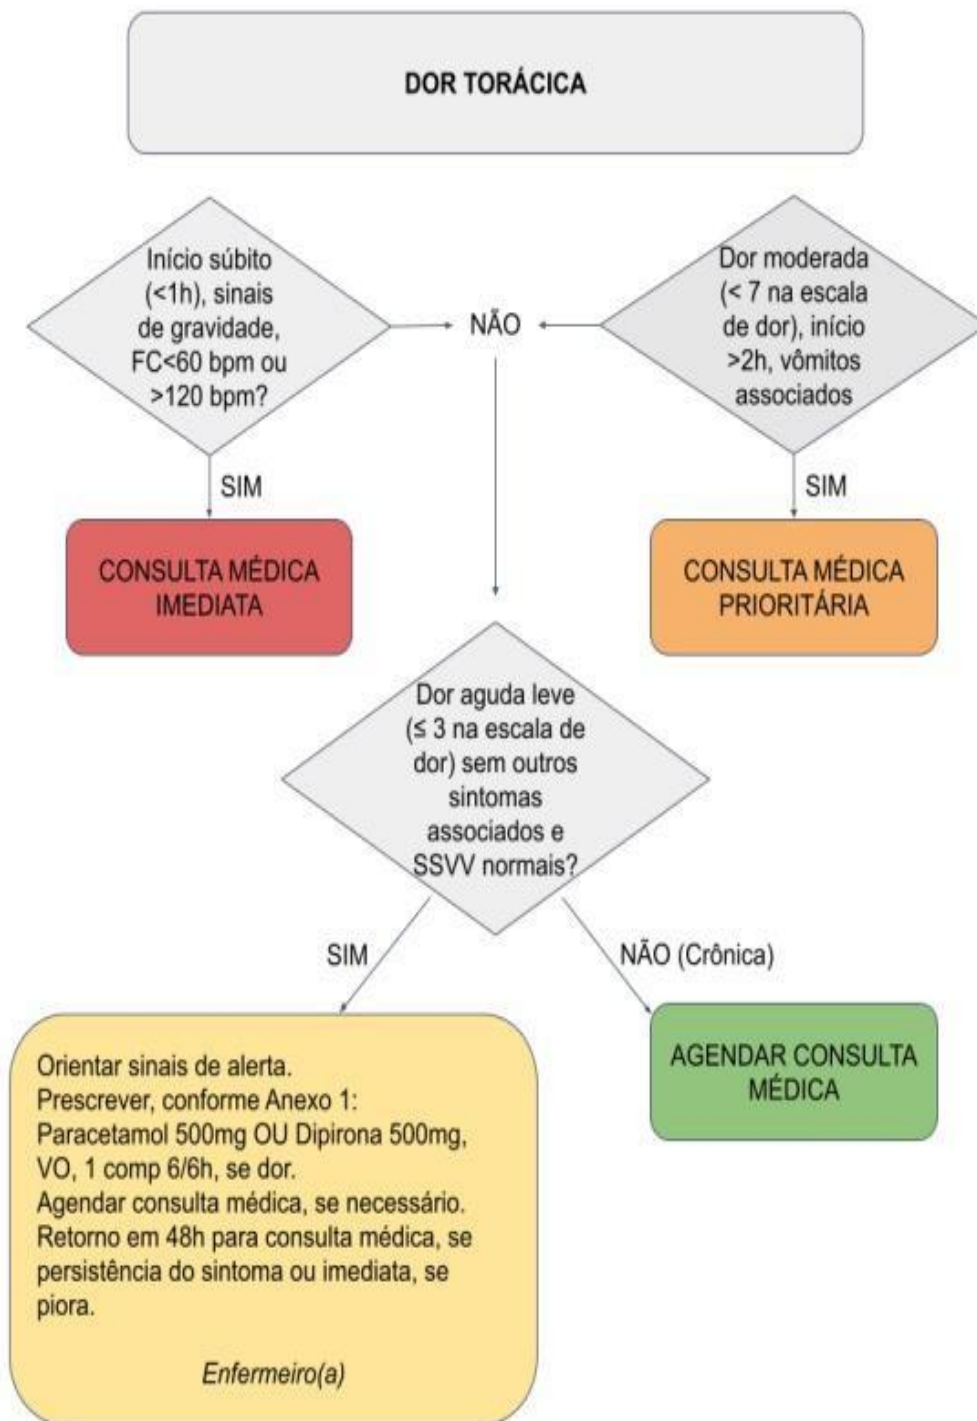 DOR TORÁCICA
Início súbito
(<1h), sinais
de gravidade,
FC<60 bpm ou
>120 bpm?
NÃO
Dor moderada
(< 7 na escala
de dor), início
>2h, vômitos
associados
SIM
SIM
CONSULTA MÉDICA
IMEDIATA
CONSULTA MÉDICA
PRIORITÁRIA
Dor aguda leve
(≤ 3 na escala de
dor) sem outros
sintomas
associados e
SSVV normais?
SIM
NÃO (Crônica)
Orientar sinais de alerta.
Prescrever, conforme Anexo 1:
Paracetamol 500mg OU Dipirona 500mg,
VO, 1 comp 6/6h, se dor.
Agendar consulta médica, se necessário.
Retorno em 48h para consulta médica, se
persistência do sintoma ou imediata, se
piora.
Enfermeiro(a)
AGENDAR CONSULTA
MÉDICA